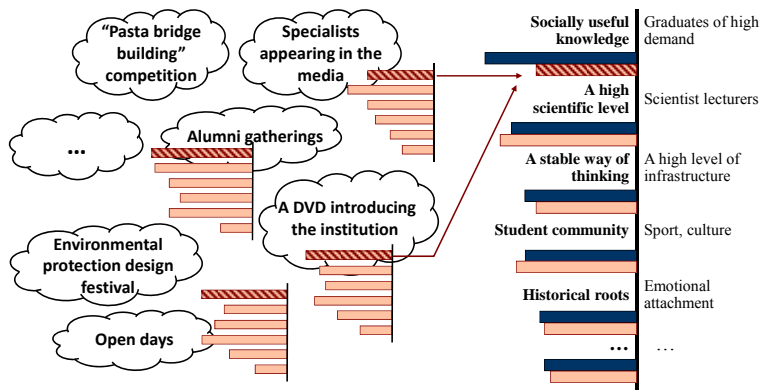 “Pasta bridge
building”
competition
Specialists
appearing in the
media
...
Alumni gatherings
A DVD introducing
the institution
Environmental
protection design
festival
Open days
Socially useful
knowledge
Graduates of high
demand
A high
scientific level
Scientist lecturers
A stable way of
thinking
A high level of
infrastructure
Student community
Sport, culture
Historical roots
Emotional
attachment
...
...